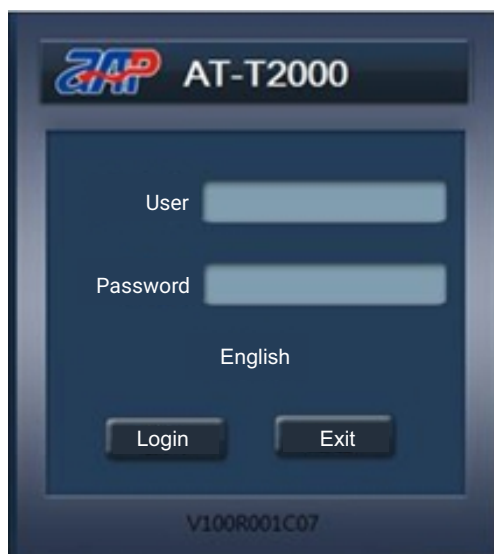 AT-T2000
User
Password
English
Login Exit
V100R001C07